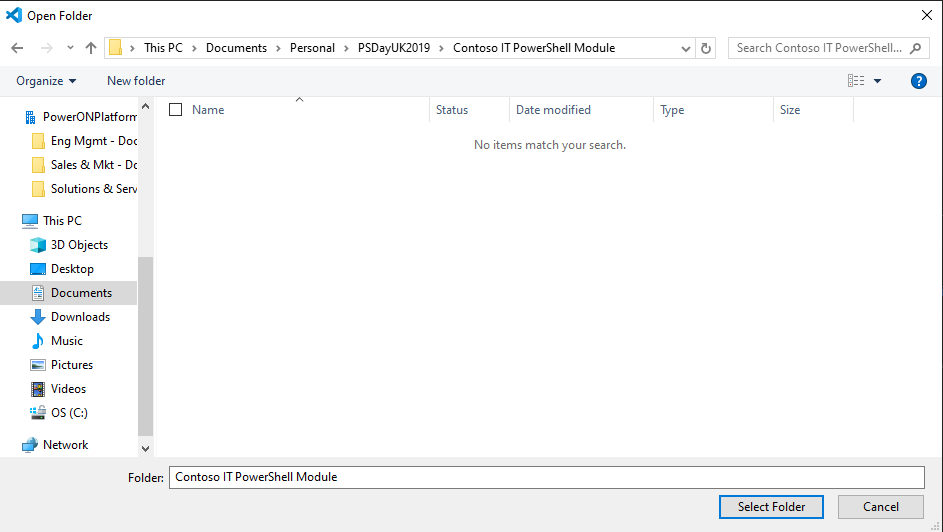 Open Folder
This PC > Documents > Personal > PSDayUK2019 > Contoso IT PowerShell Module
Search Contoso IT PowerShell...
Organize
New folder
?
Name
Status
Date modified
Type
Size
No items match your search.
PowerONPlatform
Eng Mgmt - Doc
Sales & Mkt - Do
Solutions & Serv
This PC
3D Objects
Desktop
Documents
Downloads
Music
Pictures
Videos
OS (C:)
Network
Folder: Contoso IT PowerShell Module
Select Folder
Cancel